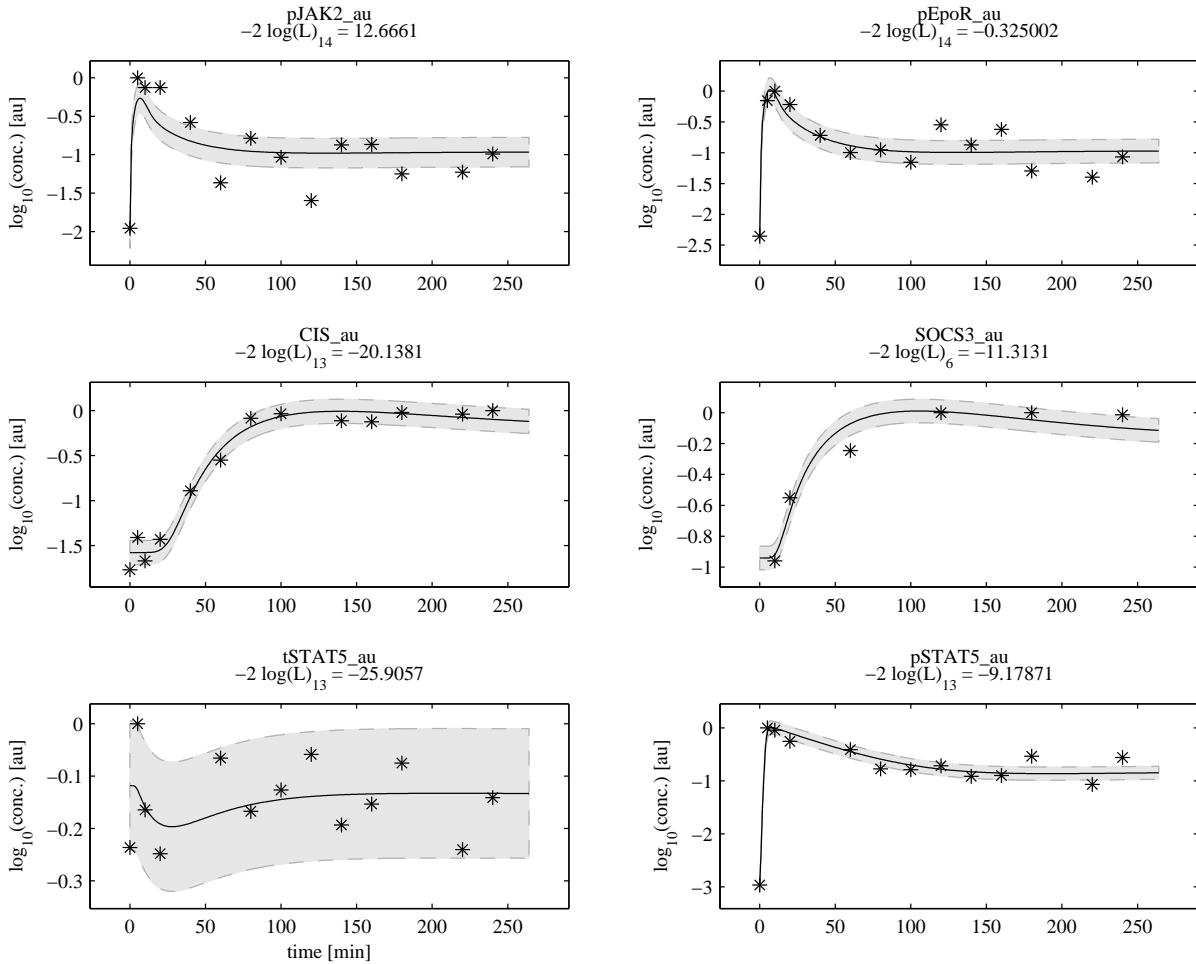 pJAK2_au
−2 log(L)14 = 12.6661
log10(conc.) [au]
0
−0.5
−1
−1.5
−2
0 50 100 150 200 250
pEpoR_au
−2 log(L)14 = −0.325002
log10(conc.) [au]
0
−0.5
−1
−1.5
−2
−2.5
0 50 100 150 200 250
CIS_au
−2 log(L)13 = −20.1381
log10(conc.) [au]
0
−0.5
−1
−1.5
0 50 100 150 200 250
SOCS3_au
−2 log(L)6 = −11.3131
log10(conc.) [au]
0
−0.2
−0.4
−0.6
−0.8
−1
0 50 100 150 200 250
tSTAT5_au
−2 log(L)13 = −25.9057
log10(conc.) [au]
0
−0.1
−0.2
−0.3
0 50 100 150 200 250
time [min]
pSTAT5_au
−2 log(L)13 = −9.17871
log10(conc.) [au]
0
−1
−2
−3
0 50 100 150 200 250